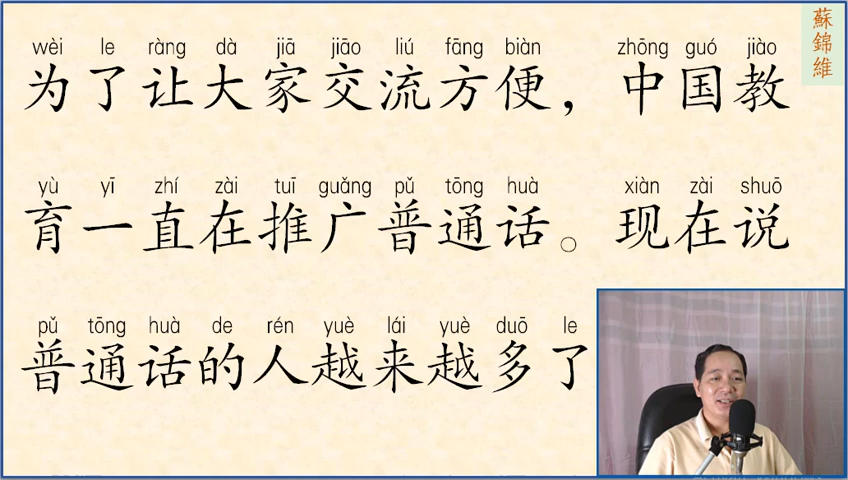 蘇錦維
wèi le ràng dà jiā jiāo liú fāng biàn zhōng guó jiào
为了让大家交流方便，中国教
yù yī zhí zài tuī guǎng pǔ tōng huà xiàn zài shuō
育一直在推广普通话。现在说
pǔ tōng huà de rén yuè lái yuè duō le
普通话的人越来越多了